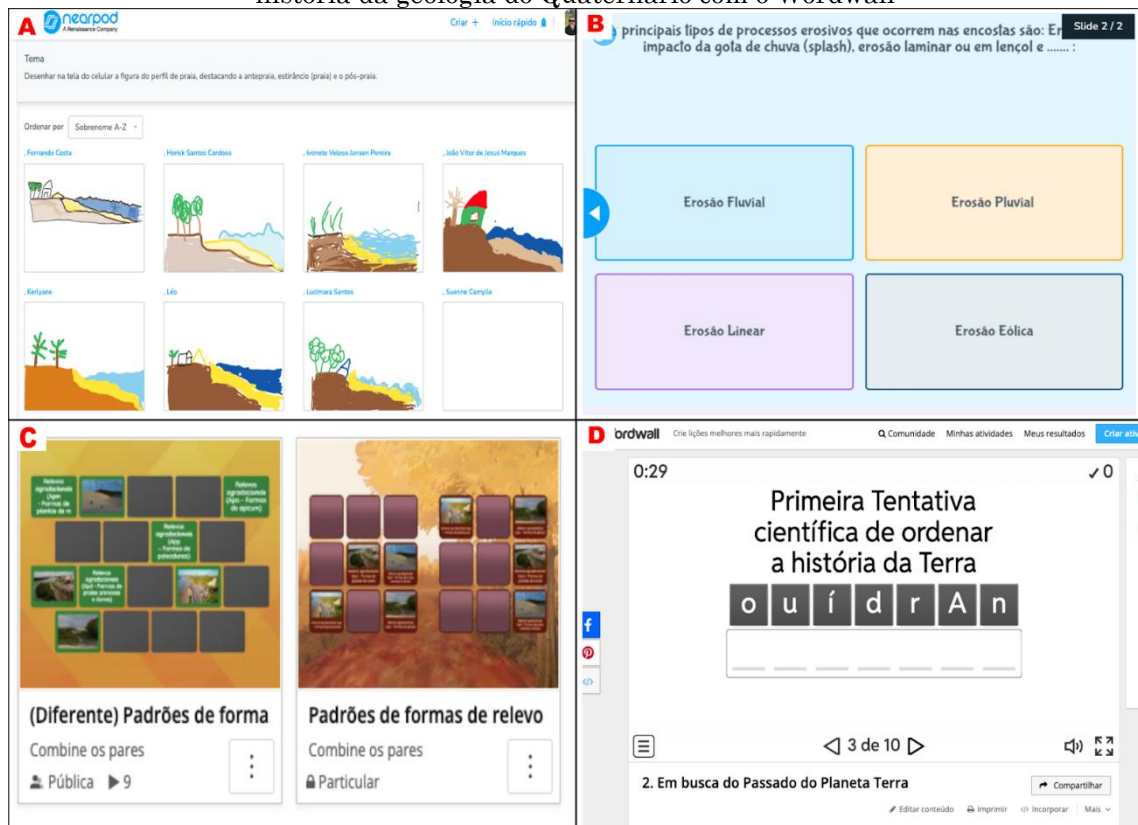 história da geologia do Quaternário com o Wordwall
A
nearpod
A Renaissance Company
Criar +
Início rápido
Tema
Desenhar na tela do celular a figura do perfil de praia, destacando a antepraia, estirâncio (praia) e o pós-praia.
Ordenar por
Sobrenome A-Z
, Fernando Costa
, Herick Santos Cardoso
, Ivonete Veloso Jansen Pereira
, João Vitor de Jesus Marques
, Kerlyane
, Léo
, Lucimara Santos
, Suenne Camylla
B
principais tipos de processos erosivos que ocorrem nas encostas são: Er
Slide 2 / 2
impacto da gota de chuva (splash), erosão laminar ou em lençol e ....... :
Erosão Fluvial
Erosão Pluvial
Erosão Linear
Erosão Eólica
C
Relevos agradacionais
(Diferente) Padrões de forma
Combine os pares
Pública
9
Padrões de formas de relevo
Combine os pares
Particular
D
ordwall
Crie lições melhores mais rapidamente
Comunidade
Minhas atividades
Meus resultados
Criar ativ
0:29
✓ 0
Primeira Tentativa
científica de ordenar
a história da Terra
o u í d r A n
3 de 10
2. Em busca do Passado do Planeta Terra
Compartilhar
Editar conteúdo
Imprimir
Incorporar
Mais